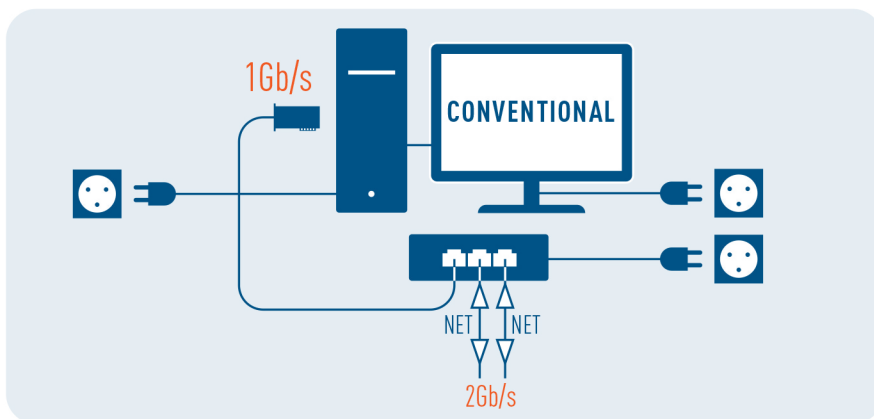 1Gb/s
CONVENTIONAL
NET
NET
2Gb/s